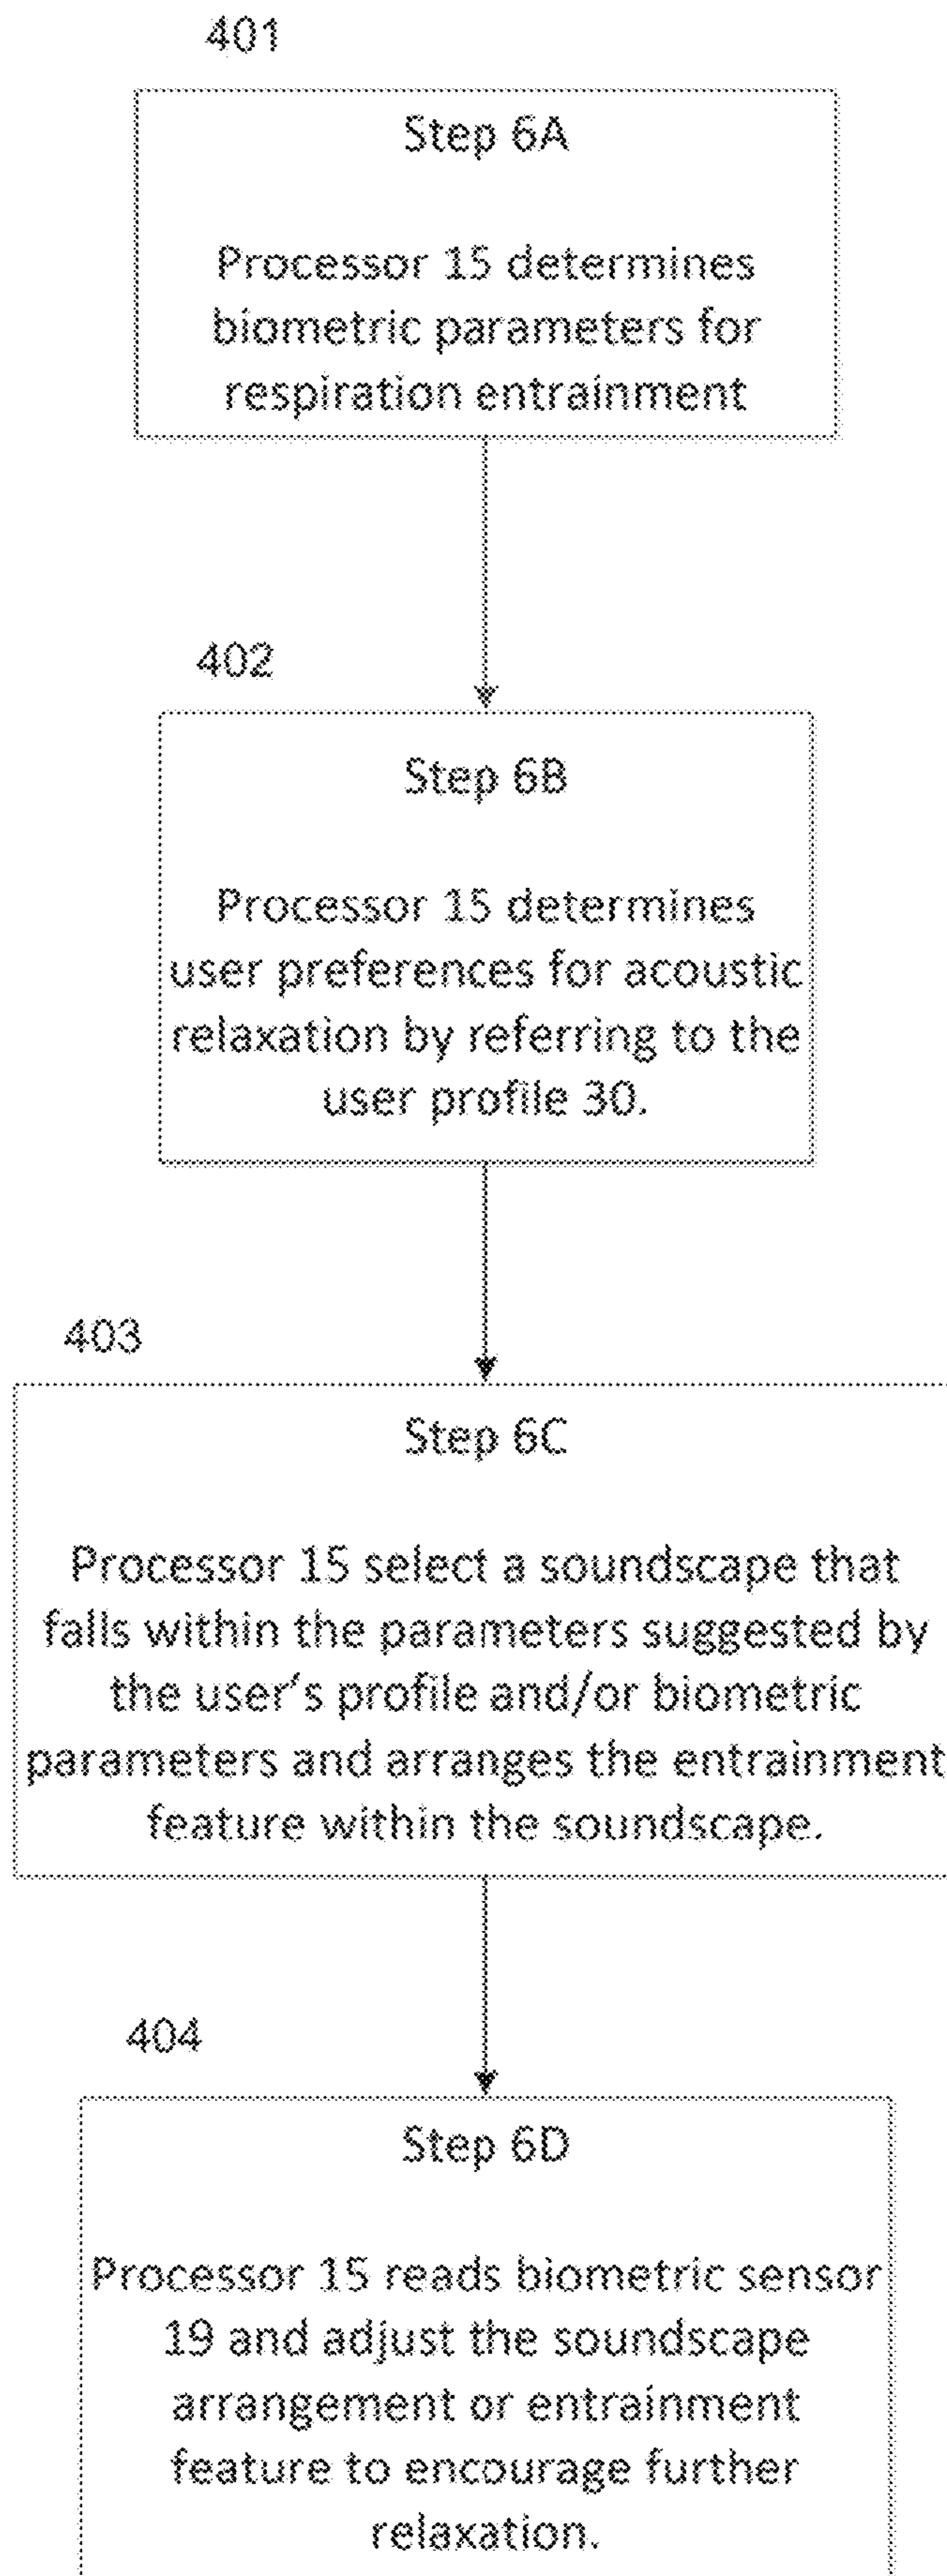 401
Step 6A
Processor 15 determines
biometric parameters for
respiration entrainment
402
Step 6B
Processor 15 determines
user preferences for acoustic
relaxation by referring to the
user profile 30.
403
Step 6C
Processor 15 select a soundscape that
falls within the parameters suggested by
the user's profile and/or biometric
parameters and arranges the entrainment
feature within the soundscape.
404
Step 6D
Processor 15 reads biometric sensor
19 and adjust the soundscape
arrangement or entrainment
feature to encourage further
relaxation.